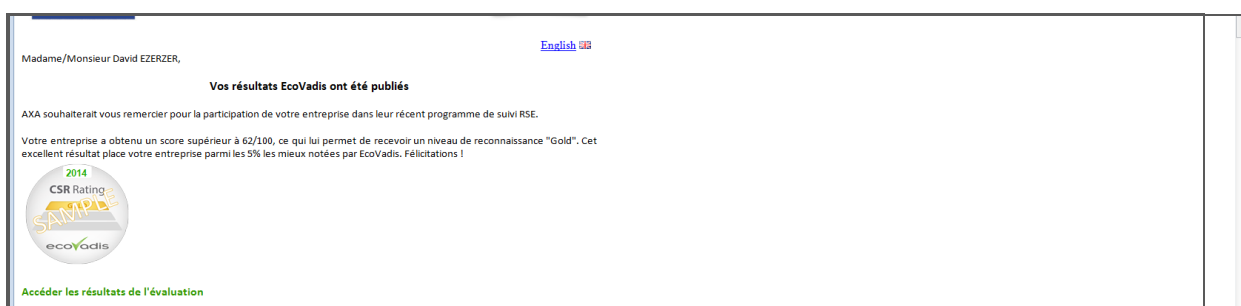 English
Madame/Monsieur David EZERZER,
Vos résultats EcoVadis ont été publiés
AXA souhaiterait vous remercier pour la participation de votre entreprise dans leur récent programme de suivi RSE.
Votre entreprise a obtenu un score supérieur à 62/100, ce qui lui permet de recevoir un niveau de reconnaissance "Gold". Cet
excellent résultat place votre entreprise parmi les 5% les mieux notées par EcoVadis. Félicitations !
2014
CSR Rating
SAMPLE
ecovadis
Accéder les résultats de l'évaluation